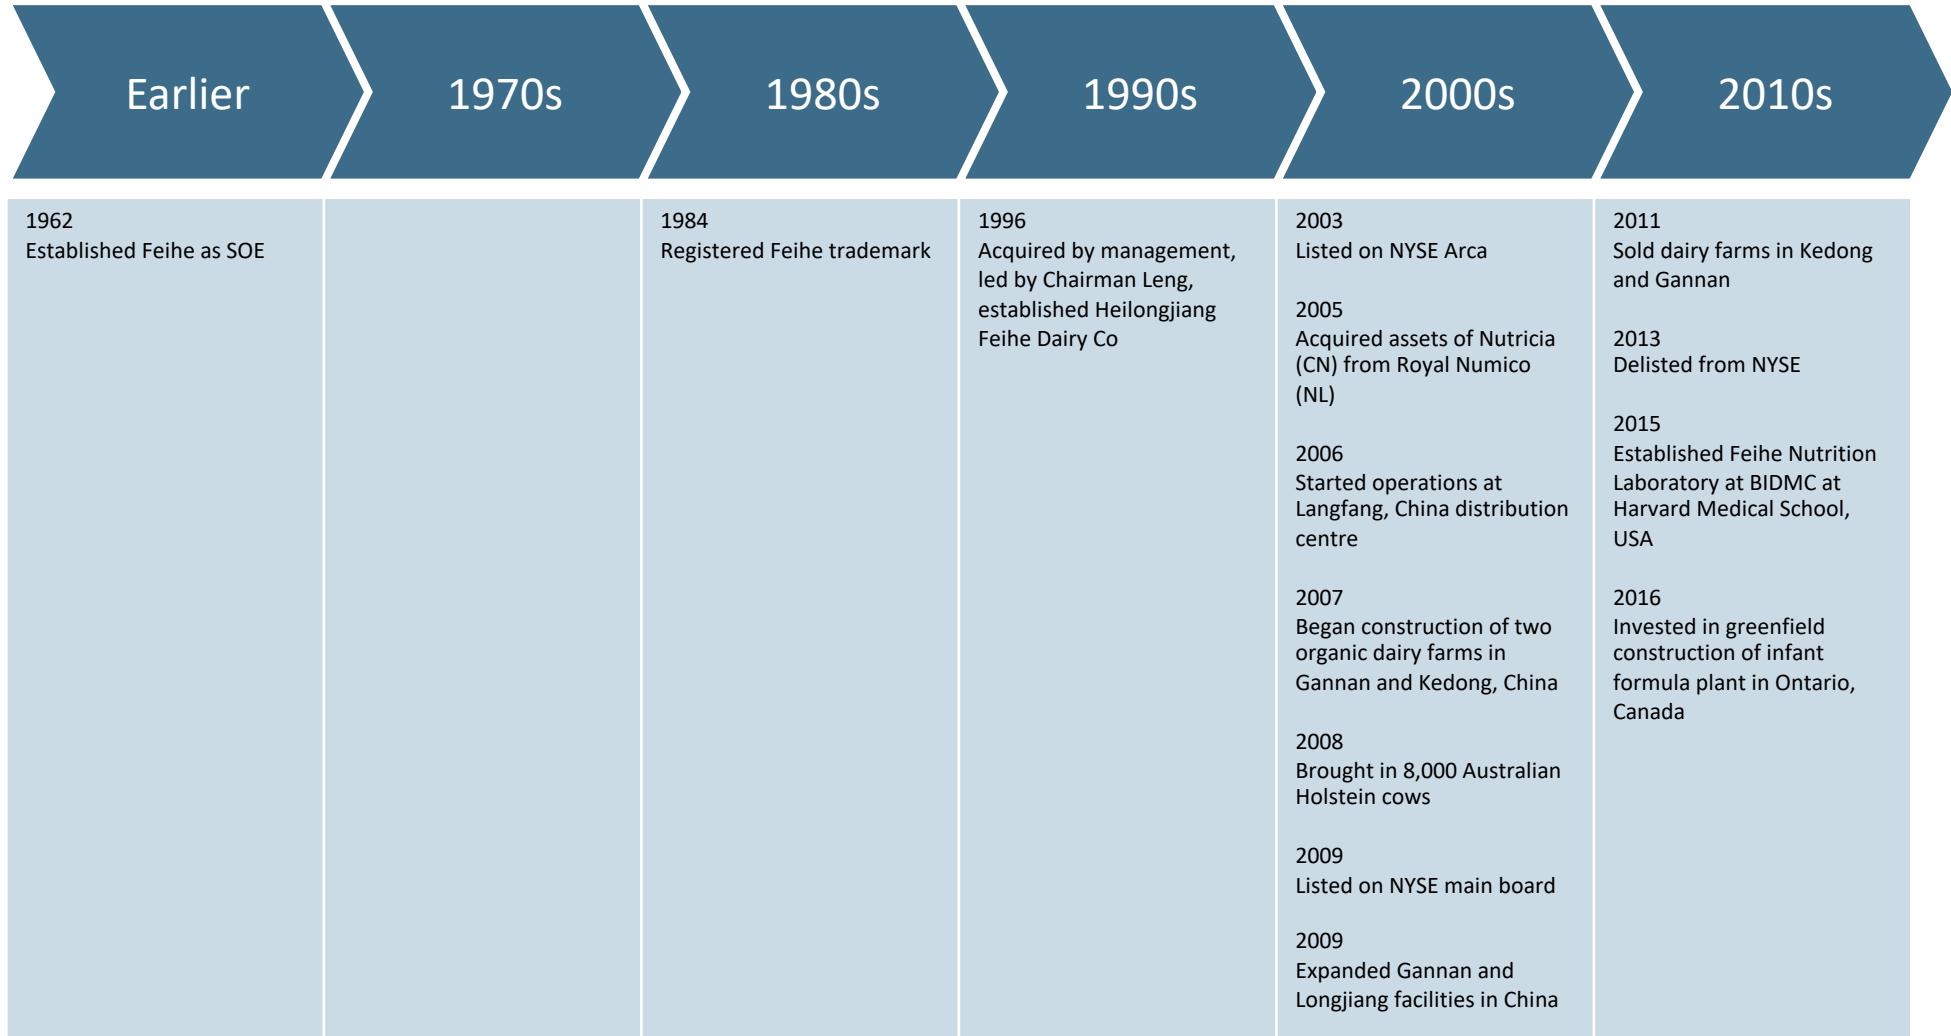 Earlier
1970s
1980s
1990s
2000s
2010s
1962
Established Feihe as SOE
1984
Registered Feihe trademark
1996
Acquired by management,
led by Chairman Leng,
established Heilongjiang
Feihe Dairy Co
2003
Listed on NYSE Arca
2005
Acquired assets of Nutricia
(CN) from Royal Numico
(NL)
2006
Started operations at
Langfang, China distribution
centre
2007
Began construction of two
organic dairy farms in
Gannan and Kedong, China
2008
Brought in 8,000 Australian
Holstein cows
2009
Listed on NYSE main board
2009
Expanded Gannan and
Longjiang facilities in China
2011
Sold dairy farms in Kedong
and Gannan
2013
Delisted from NYSE
2015
Established Feihe Nutrition
Laboratory at BIDMC at
Harvard Medical School,
USA
2016
Invested in greenfield
construction of infant
formula plant in Ontario,
Canada